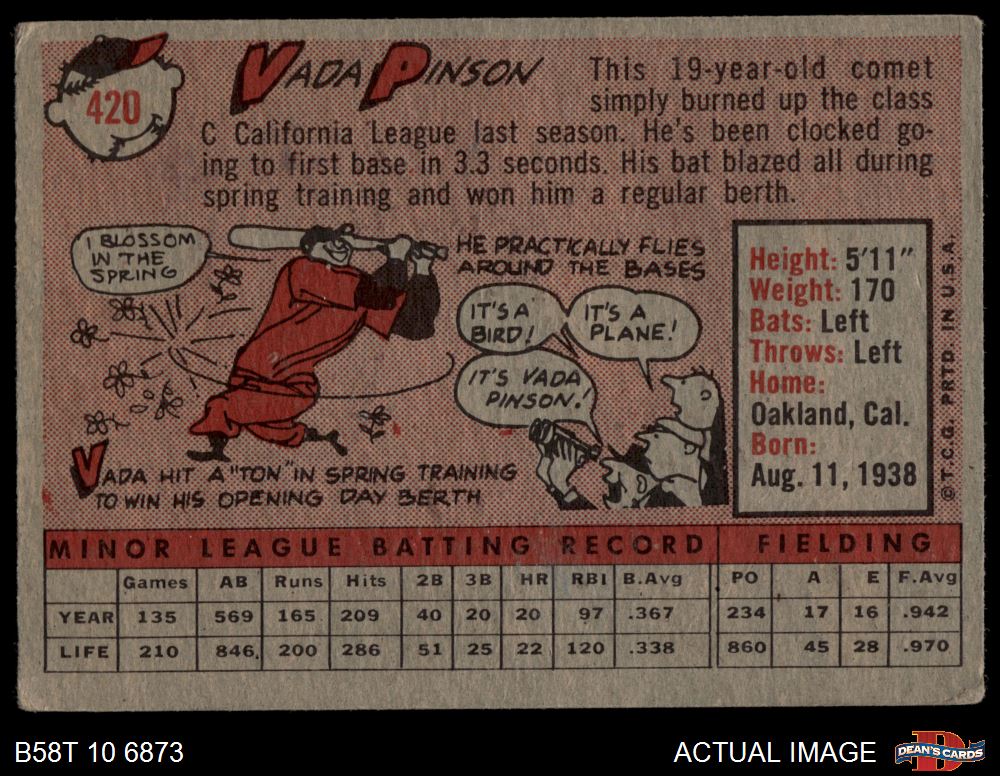 420
VADA PINSON
This 19-year-old comet
simply burned up the class
C California League last season. He's been clocked go-
ing to first base in 3.3 seconds. His bat blazed all during
spring training and won him a regular berth.
I BLOSSOM
IN THE
SPRING
HE PRACTICALLY FLIES
AROUND THE BASES
IT'S A
BIRD!
IT'S A
PLANE!
IT'S VADA
PINSON!
VADA HIT A "TON" IN SPRING TRAINING
TO WIN HIS OPENING DAY BERTH
Height: 5'11"
Weight: 170
Bats: Left
Throws: Left
Home:
Oakland, Cal.
Born:
Aug. 11, 1938
© T.C.G. PRTD. IN U.S.A.
MINOR LEAGUE BATTING RECORD FIELDING
Games AB Runs Hits 2B 3B HR RBI B.Avg PO A E F.Avg
YEAR 135 569 165 209 40 20 20 97 .367 234 17 16 .942
LIFE 210 846 200 286 51 25 22 120 .338 860 45 28 .970
B58T 10 6873
ACTUAL IMAGE
DEAN'S CARDS